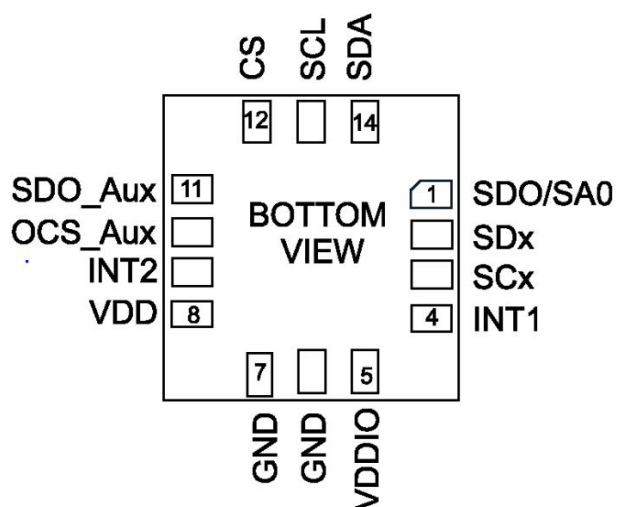 CS
SCL
SDA
12
14
SDO_Aux 11
1 SDO/SA0
OCS_Aux
BOTTOM
VIEW
SDx
INT2
SCx
VDD 8
4 INT1
7
5
GND
GND
VDDIO